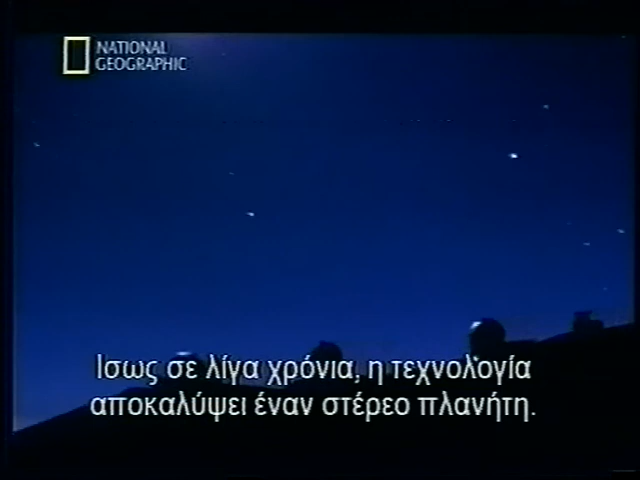 NATIONAL
GEOGRAPHIC
Ισως σε λίγα χρόνια, η τεχνολογία
αποκαλύψει έναν στέρεο πλανήτη.